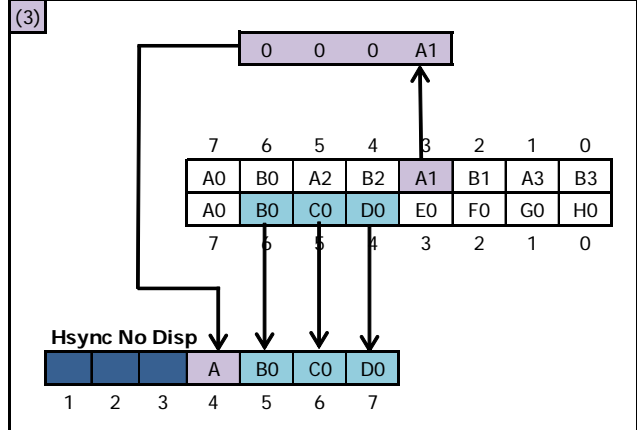 (3)
0 0 0 A1
7 6 5 4 3 2 1 0
A0 B0 A2 B2 A1 B1 A3 B3
A0 B0 C0 D0 E0 F0 G0 H0
7 6 5 4 3 2 1 0
Hsync No Disp
A B0 C0 D0
1 2 3 4 5 6 7